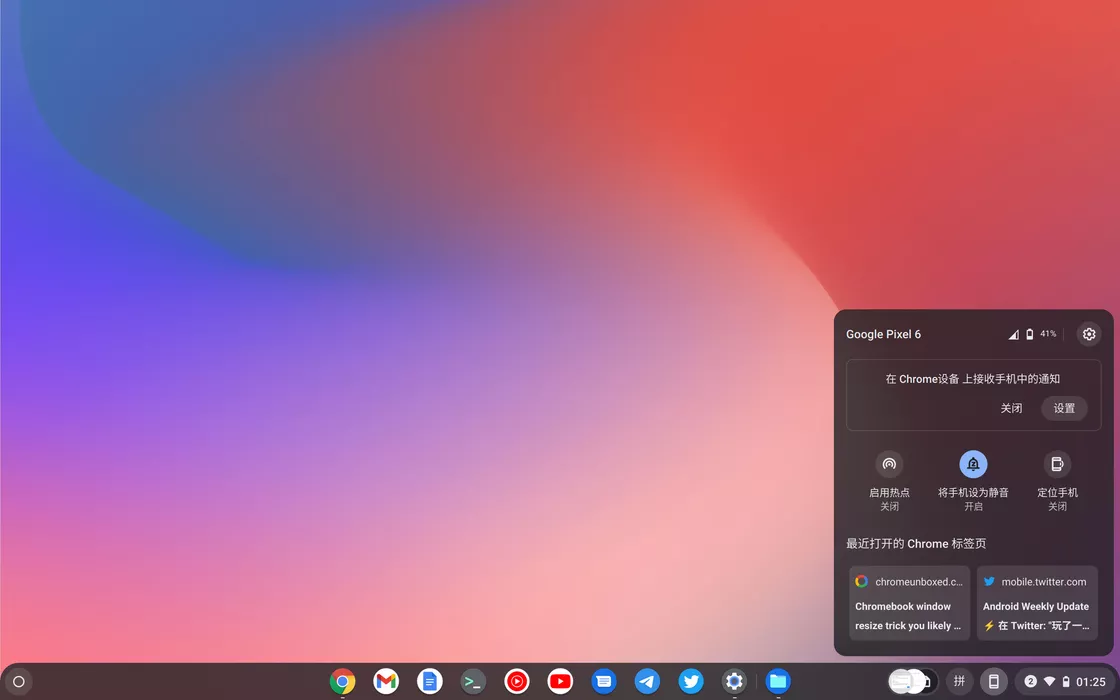 Google Pixel 6
41%
在 Chrome设备 上接收手机中的通知
关闭
设置
启用热点
关闭
将手机设为静音
开启
定位手机
关闭
最近打开的 Chrome 标签页
chromeunboxed.c...
Chromebook window
resize trick you likely ...
mobile.twitter.com
Android Weekly Update
⚡ 在 Twitter: "玩了一...
拼
2
01:25